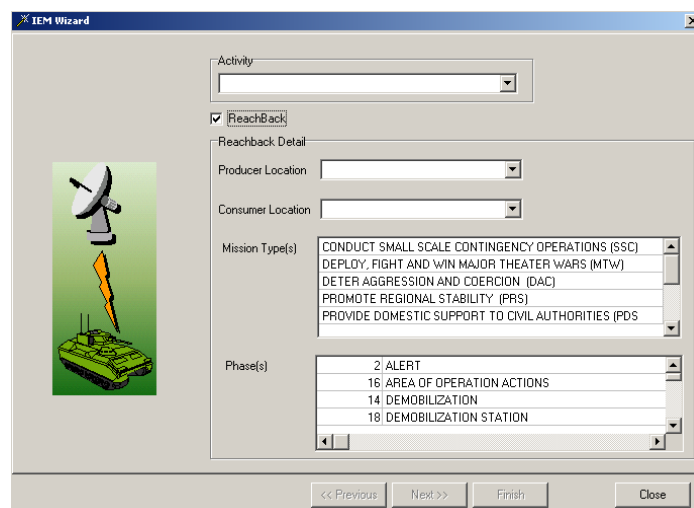 IEM Wizard
Activity
ReachBack
Reachback Detail
Producer Location
Consumer Location
Mission Type(s)
CONDUCT SMALL SCALE CONTINGENCY OPERATIONS (SSC)
DEPLOY, FIGHT AND WIN MAJOR THEATER WARS (MTW)
DETER AGGRESSION AND COERCION (DAC)
PROMOTE REGIONAL STABILITY (PRS)
PROVIDE DOMESTIC SUPPORT TO CIVIL AUTHORITIES (PDS
Phase(s)
2 ALERT
16 AREA OF OPERATION ACTIONS
14 DEMOBILIZATION
18 DEMOBILIZATION STATION
<< Previous Next >> Finish Close